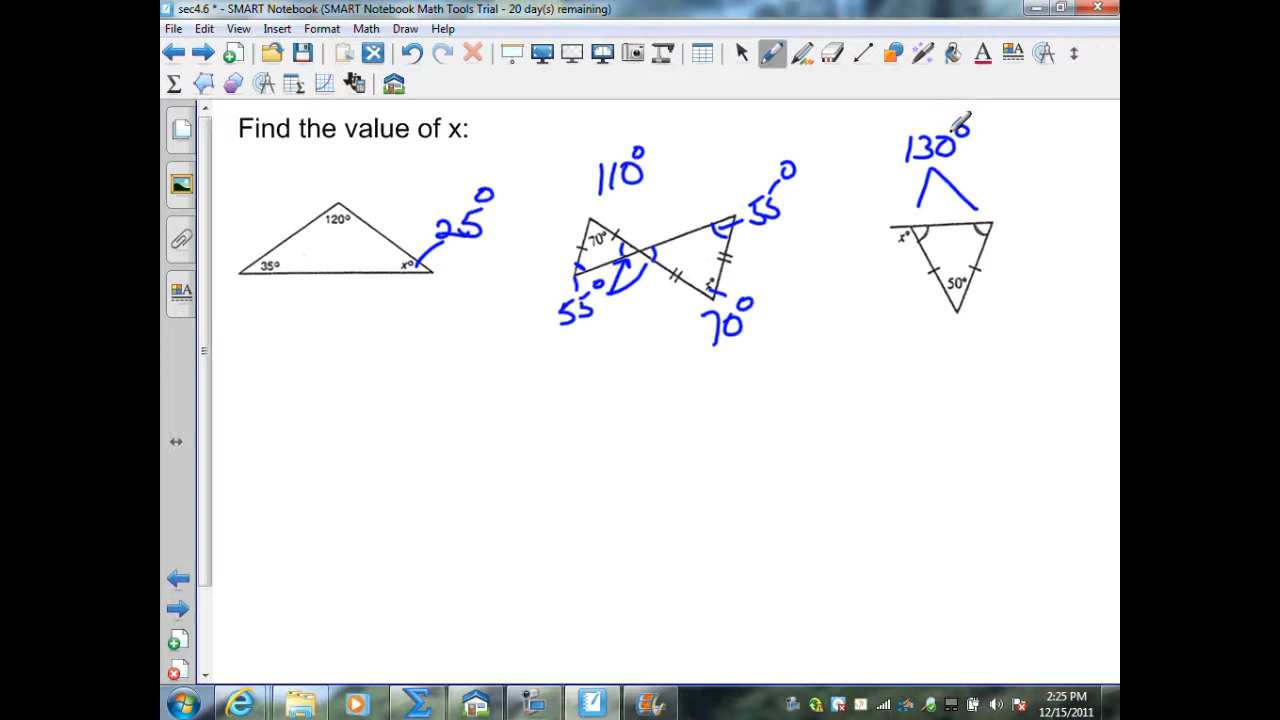 sec4.6 * - SMART Notebook (SMART Notebook Math Tools Trial - 20 day(s) remaining)
File Edit View Insert Format Math Draw Help
Find the value of x:
110° 130°
120° 25° 55°
35° x° 70° x°
55° x° 50°
70°
2:25 PM
12/15/2011